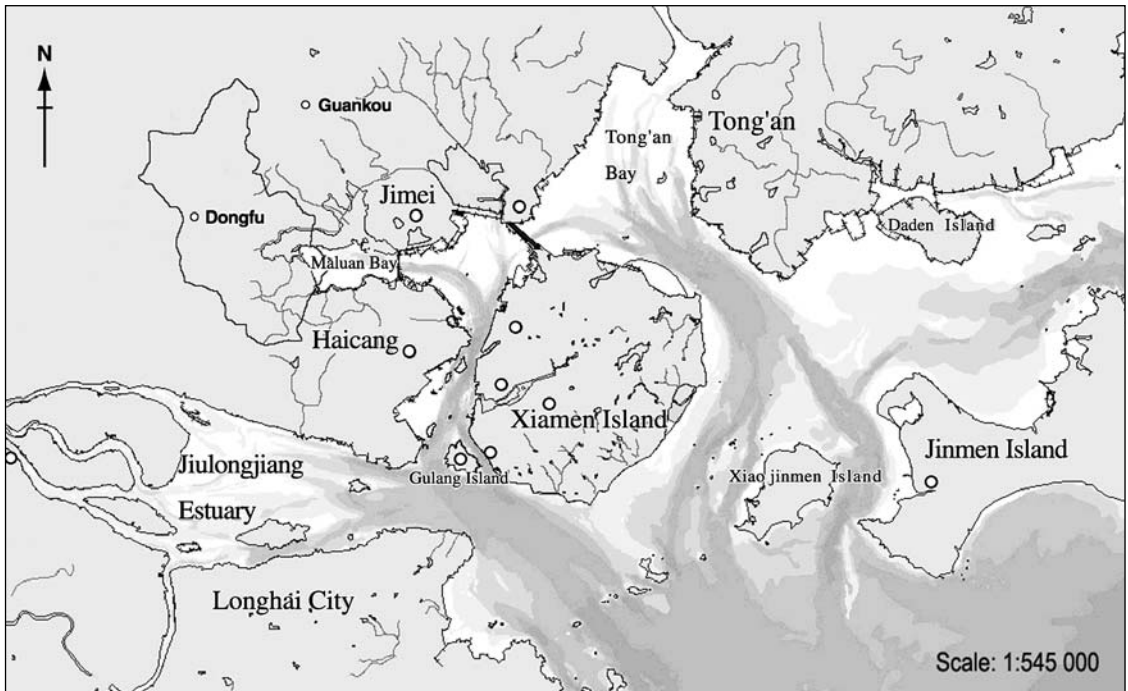 N
Guankou
Tong'an
Bay
Tong'an
Jimei
Dongfu
Daden Island
Maluan Bay
Haicang
Xiamen Island
Jiulongjiang
Estuary
Gulang Island
Xiao jinmen Island
Jinmen Island
Longhai City
Scale: 1:545 000